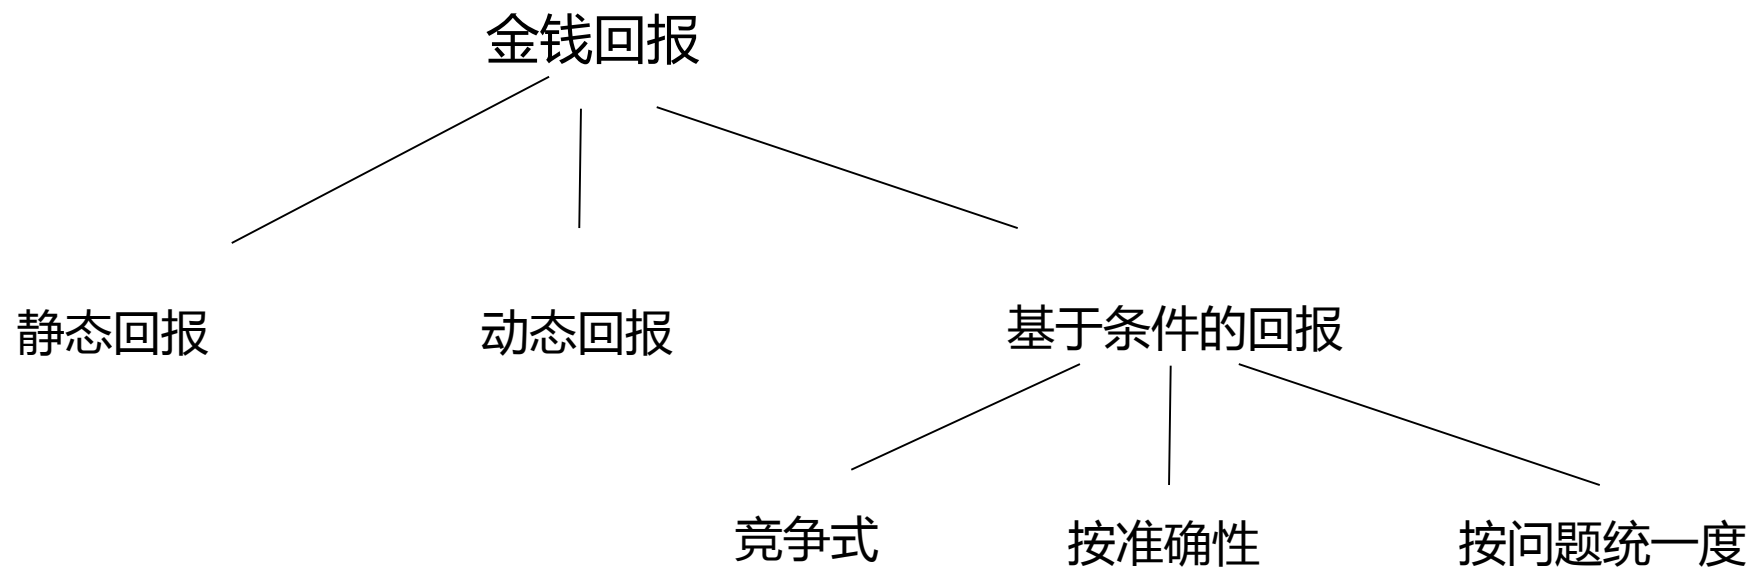 金钱回报
静态回报
动态回报
基于条件的回报
竞争式
按准确性
按问题统一度